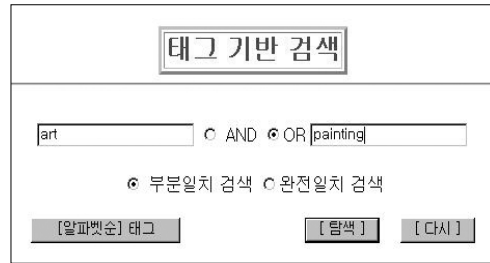 태그 기반 검색
art AND OR painting
부분일치 검색 완전일치 검색
[알파벳순] 태그 [ 탐색 ] [ 다시 ]